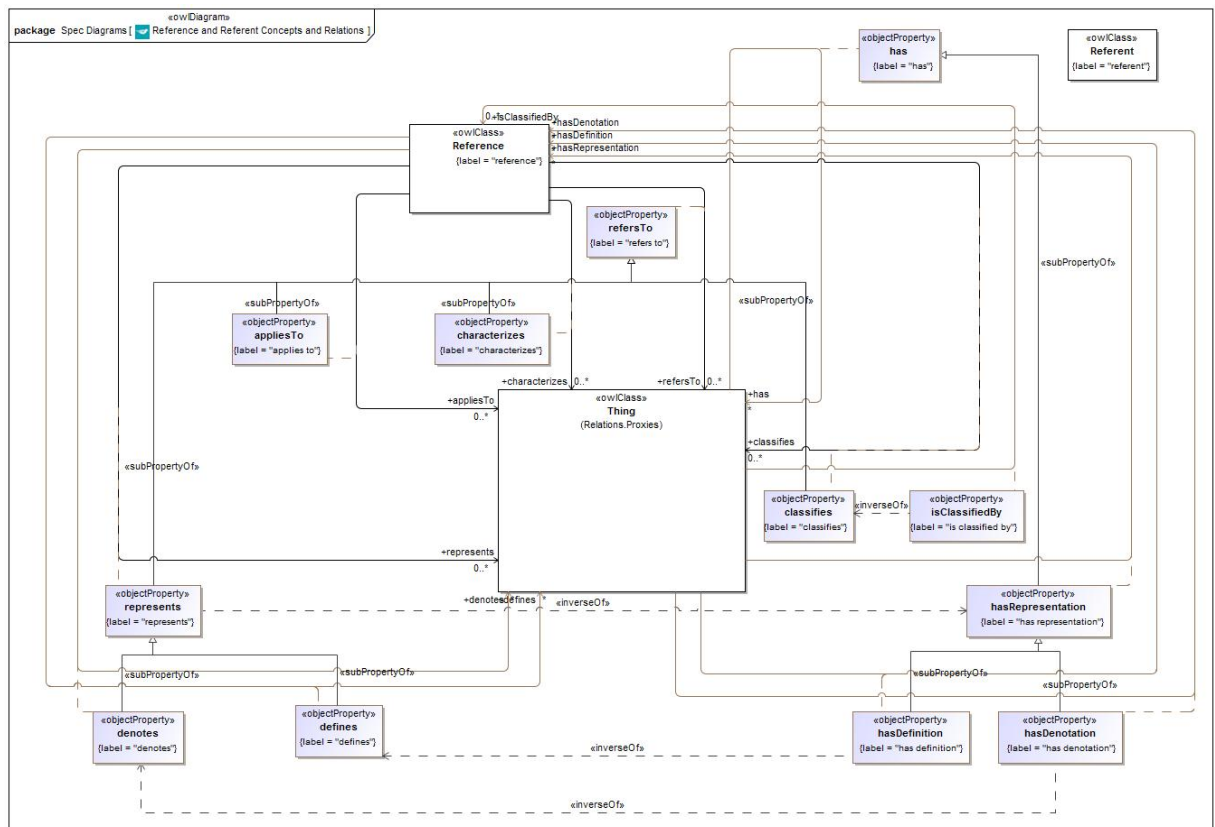 «owlDiagram»
package Spec Diagrams [ Reference and Referent Concepts and Relations ]
«objectProperty»
has
{label = "has"}
«owlClass»
Referent
{label = "referent"}
0..*
+isClassifiedBy
+hasDenotation
+hasDefinition
+hasRepresentation
«owlClass»
Reference
{label = "reference"}
*
*
«objectProperty»
refersTo
{label = "refers to"}
«subPropertyOf»
«subPropertyOf»
«subPropertyOf»
«subPropertyOf»
«objectProperty»
appliesTo
{label = "applies to"}
«objectProperty»
characterizes
{label = "characterizes"}
+characterizes 0..*
+refersTo 0..*
+appliesTo
0..*
«owlClass»
Thing
(Relations.Proxies)
+has
*
+classifies
0..*
«subPropertyOf»
«objectProperty»
classifies
{label = "classifies"}
«inverseOf»
«objectProperty»
isClassifiedBy
{label = "is classified by"}
+represents
0..*
«objectProperty»
represents
{label = "represents"}
+denotes
+defines *
«inverseOf»
«objectProperty»
hasRepresentation
{label = "has representation"}
«subPropertyOf»
«subPropertyOf»
«subPropertyOf»
«subPropertyOf»
«objectProperty»
denotes
{label = "denotes"}
«objectProperty»
defines
{label = "defines"}
«objectProperty»
hasDefinition
{label = "has definition"}
«objectProperty»
hasDenotation
{label = "has denotation"}
«inverseOf»
«inverseOf»